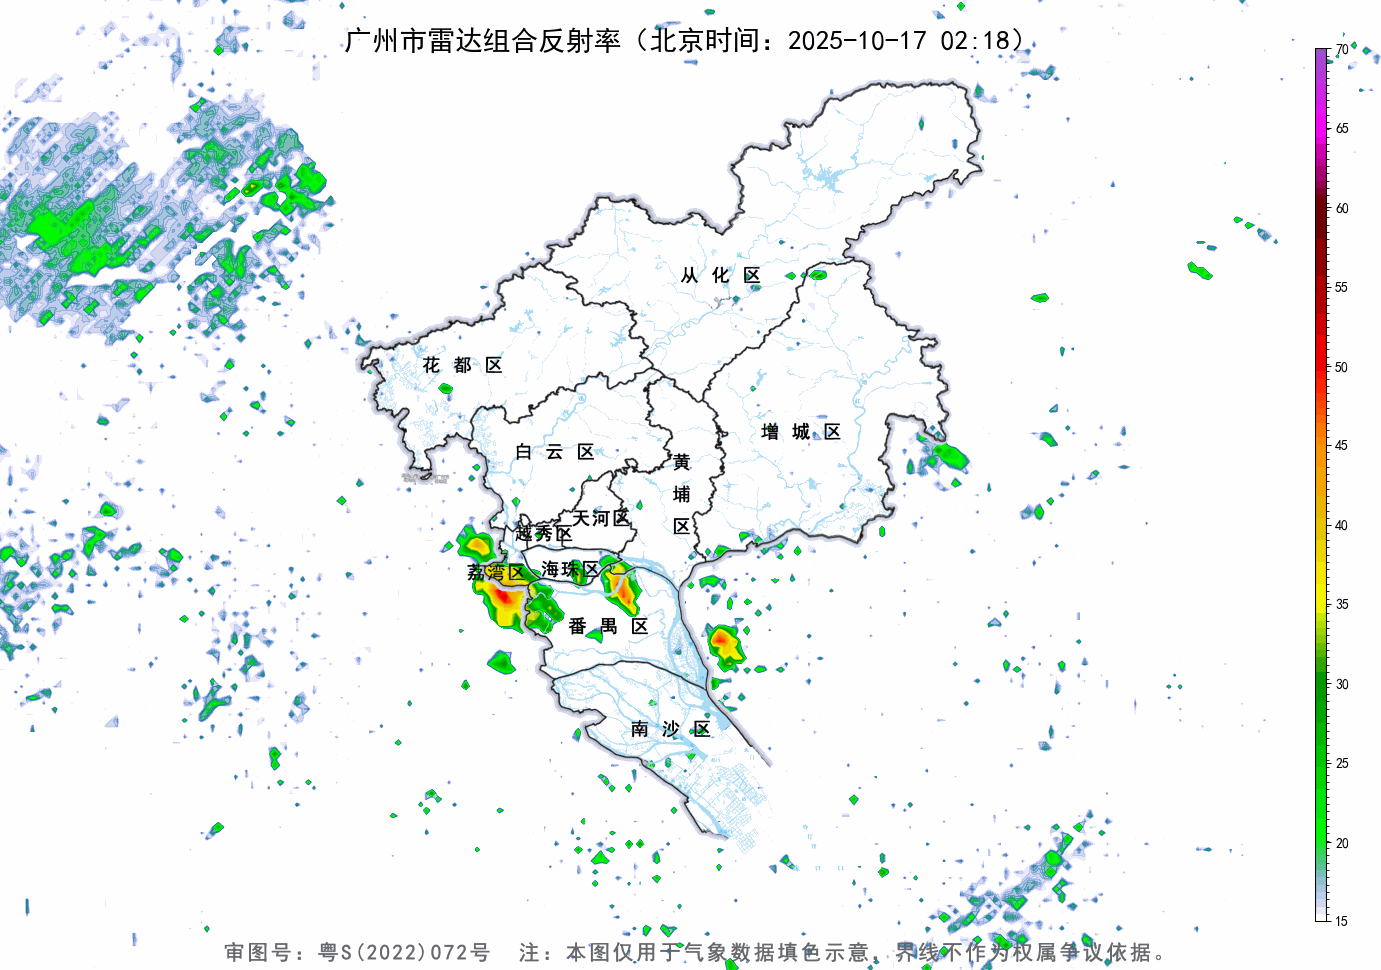 广州市雷达组合反射率（北京时间：2025-10-17 02:18）
70
65
60
55
50
45
40
35
30
25
20
15
从化区
花都区
增城区
白云区
黄埔区
天河区
越秀区
海珠区
荔湾区
番禺区
南沙区
审图号：粤S(2022)072号 注：本图仅用于气象数据填色示意，界线不作为权属争议依据。